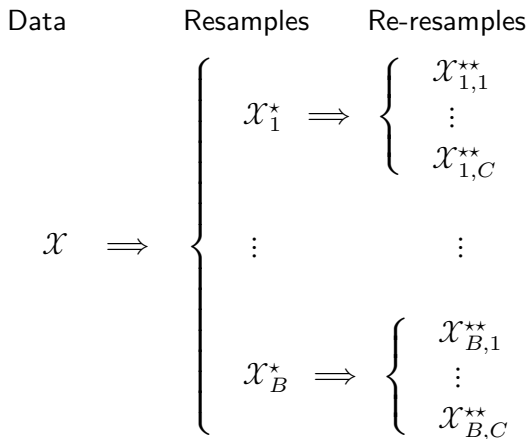 Data Resamples Re-resamples
𝒳**₁,₁
𝒳*₁ ⟹ ⋮
𝒳**₁,C
𝒳 ⟹ ⋮ ⋮
𝒳**B,1
𝒳*B ⟹ ⋮
𝒳**B,C